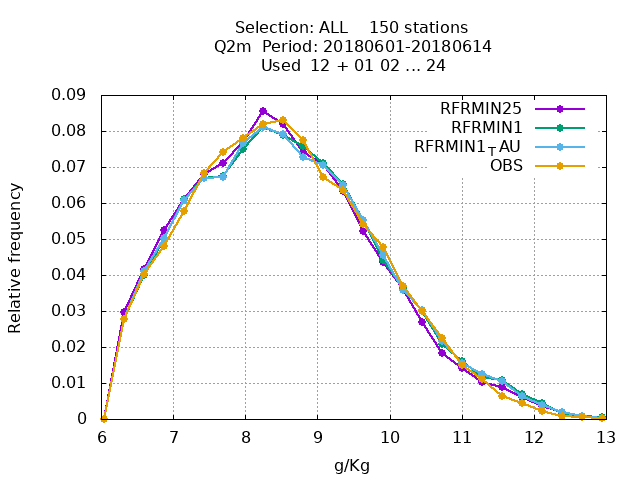 Selection: ALL    150 stations
Q2m  Period: 20180601-20180614
Used  12 + 01 02 ... 24
RFRMIN25
RFRMIN1
RFRMIN1┬AU
OBS
0.09
0.08
0.07
0.06
0.05
0.04
0.03
0.02
0.01
0
Relative frequency
6 7 8 9 10 11 12 13
g/Kg